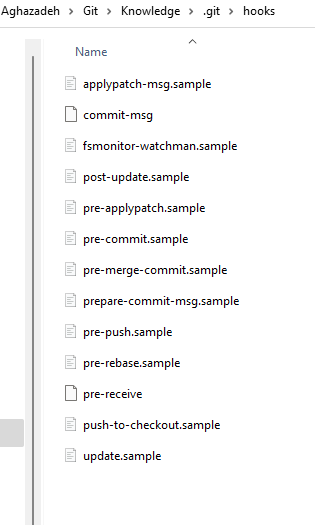 Aghazadeh > Git > Knowledge > .git > hooks
Name
applypatch-msg.sample
commit-msg
fsmonitor-watchman.sample
post-update.sample
pre-applypatch.sample
pre-commit.sample
pre-merge-commit.sample
prepare-commit-msg.sample
pre-push.sample
pre-rebase.sample
pre-receive
push-to-checkout.sample
update.sample